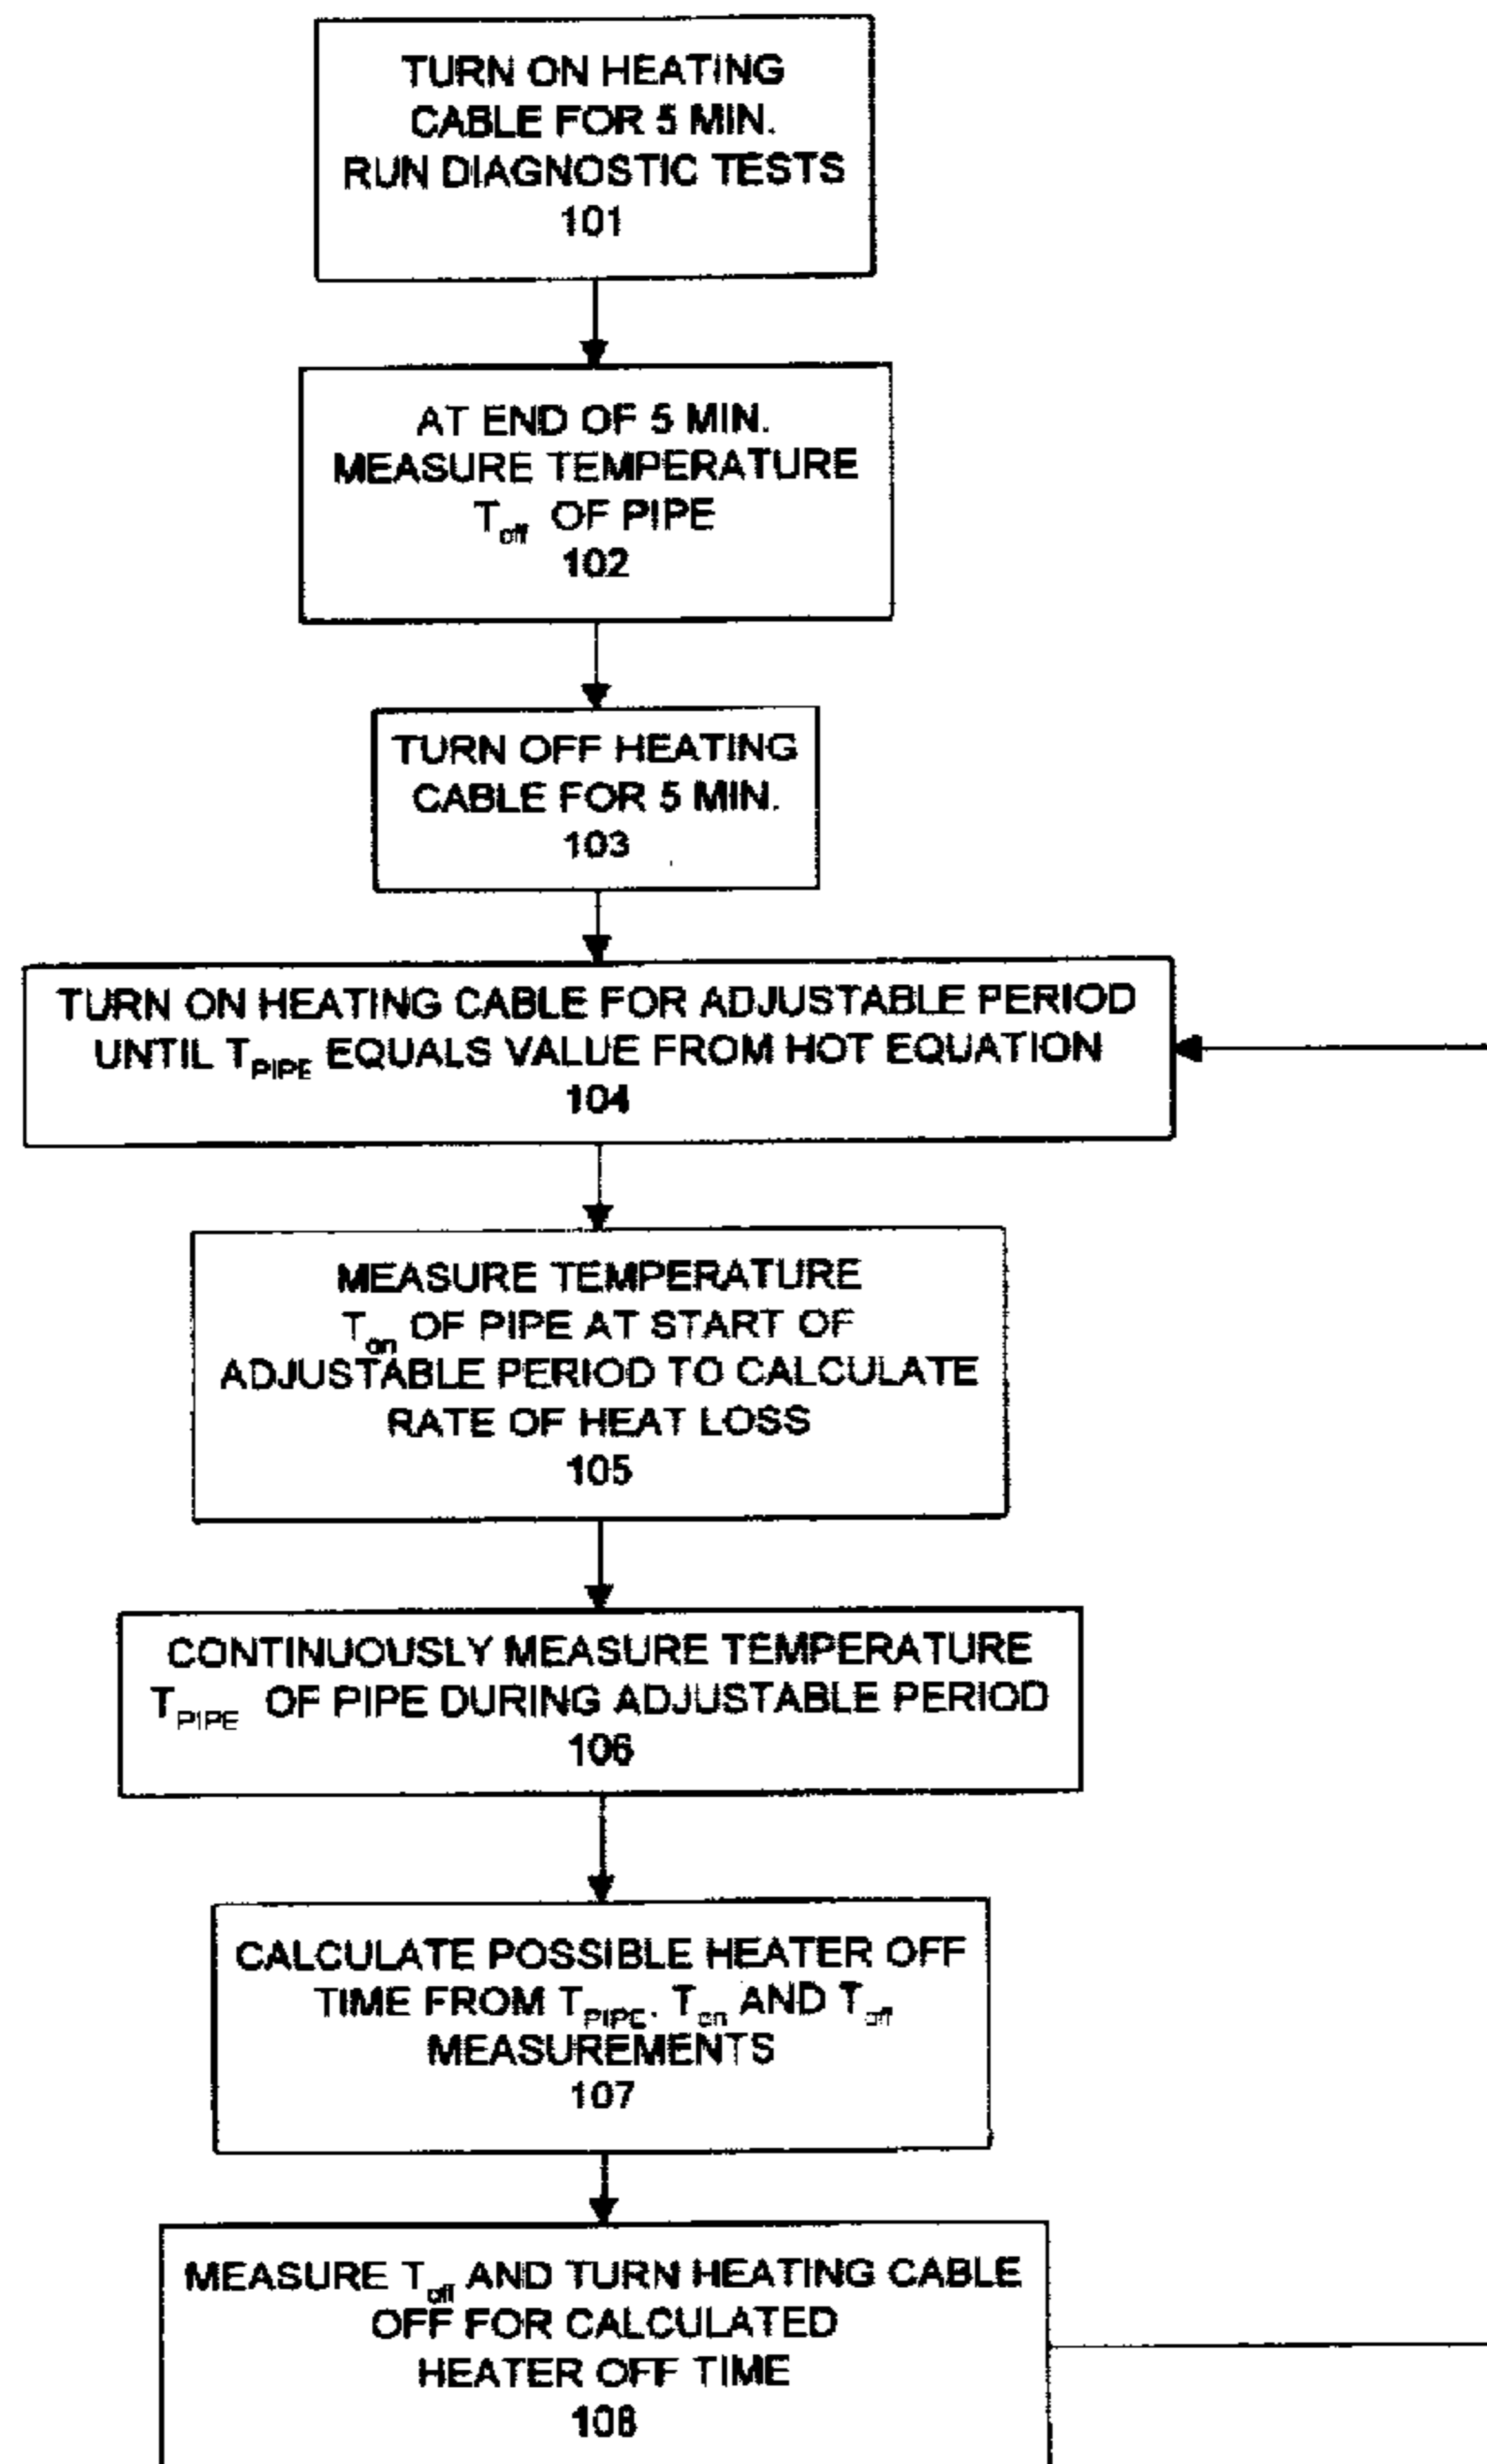 TURN ON HEATING
CABLE FOR 5 MIN.
RUN DIAGNOSTIC TESTS
101
AT END OF 5 MIN.
MEASURE TEMPERATURE
Toff OF PIPE
102
TURN OFF HEATING
CABLE FOR 5 MIN.
103
TURN ON HEATING CABLE FOR ADJUSTABLE PERIOD
UNTIL TPIPE EQUALS VALUE FROM HOT EQUATION
104
MEASURE TEMPERATURE
Ton OF PIPE AT START OF
ADJUSTABLE PERIOD TO CALCULATE
RATE OF HEAT LOSS
105
CONTINUOUSLY MEASURE TEMPERATURE
TPIPE OF PIPE DURING ADJUSTABLE PERIOD
106
CALCULATE POSSIBLE HEATER OFF
TIME FROM TPIPE, Ton AND Toff
MEASUREMENTS
107
MEASURE Toff AND TURN HEATING CABLE
OFF FOR CALCULATED
HEATER OFF TIME
108